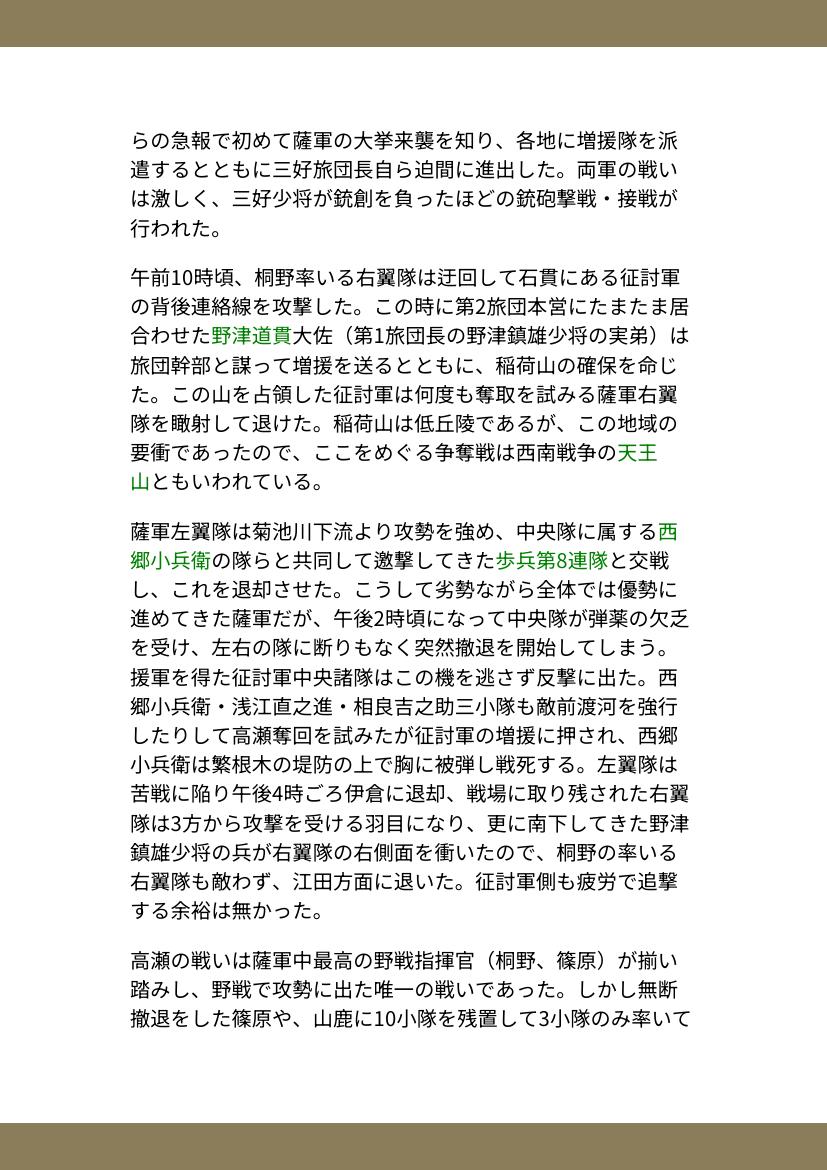 らの急報で初めて薩軍の大挙来襲を知り、各地に増援隊を派
遣するとともに三好旅団長自ら迫間に進出した。両軍の戦い
は激しく、三好少将が銃創を負ったほどの銃砲撃戦・接戦が
行われた。
午前10時頃、桐野率いる右翼隊は迂回して石貫にある征討軍
の背後連絡線を攻撃した。この時に第2旅団本営にたまたま居
合わせた野津道貫大佐（第1旅団長の野津鎮雄少将の実弟）は
旅団幹部と謀って増援を送るとともに、稲荷山の確保を命じ
た。この山を占領した征討軍は何度も奪取を試みる薩軍右翼
隊を瞰射して退けた。稲荷山は低丘陵であるが、この地域の
要衝であったので、ここをめぐる争奪戦は西南戦争の天王
山ともいわれている。
薩軍左翼隊は菊池川下流より攻勢を強め、中央隊に属する西
郷小兵衛の隊らと共同して邀撃してきた歩兵第8連隊と交戦
し、これを退却させた。こうして劣勢ながら全体では優勢に
進めてきた薩軍だが、午後2時頃になって中央隊が弾薬の欠乏
を受け、左右の隊に断りもなく突然撤退を開始してしまう。
援軍を得た征討軍中央諸隊はこの機を逃さず反撃に出た。西
郷小兵衛・浅江直之進・相良吉之助三小隊も敵前渡河を強行
したりして高瀬奪回を試みたが征討軍の増援に押され、西郷
小兵衛は繁根木の堤防の上で胸に被弾し戦死する。左翼隊は
苦戦に陥り午後4時ごろ伊倉に退却、戦場に取り残された右翼
隊は3方から攻撃を受ける羽目になり、更に南下してきた野津
鎮雄少将の兵が右翼隊の右側面を衝いたので、桐野の率いる
右翼隊も敵わず、江田方面に退いた。征討軍側も疲労で追撃
する余裕は無かった。
高瀬の戦いは薩軍中最高の野戦指揮官（桐野、篠原）が揃い
踏みし、野戦で攻勢に出た唯一の戦いであった。しかし無断
撤退をした篠原や、山鹿に10小隊を残置して3小隊のみ率いて